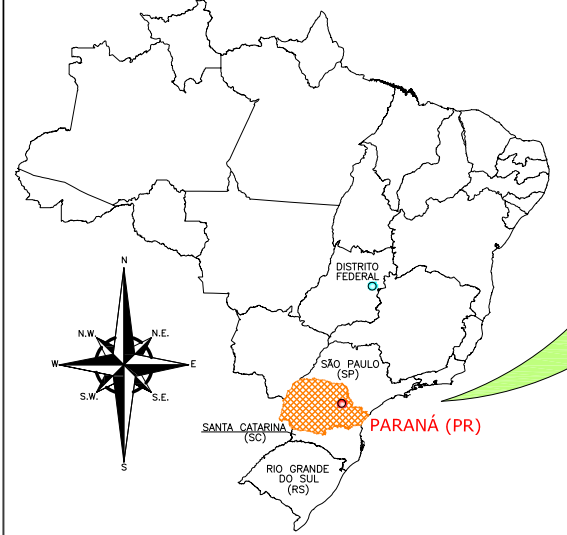 DISTRITO
FEDERAL
N
N.W.
N.E.
W
E
S.W.
S.E.
S
SÃO PAULO
(SP)
PARANÁ (PR)
SANTA CATARINA
(SC)
RIO GRANDE
DO SUL
(RS)